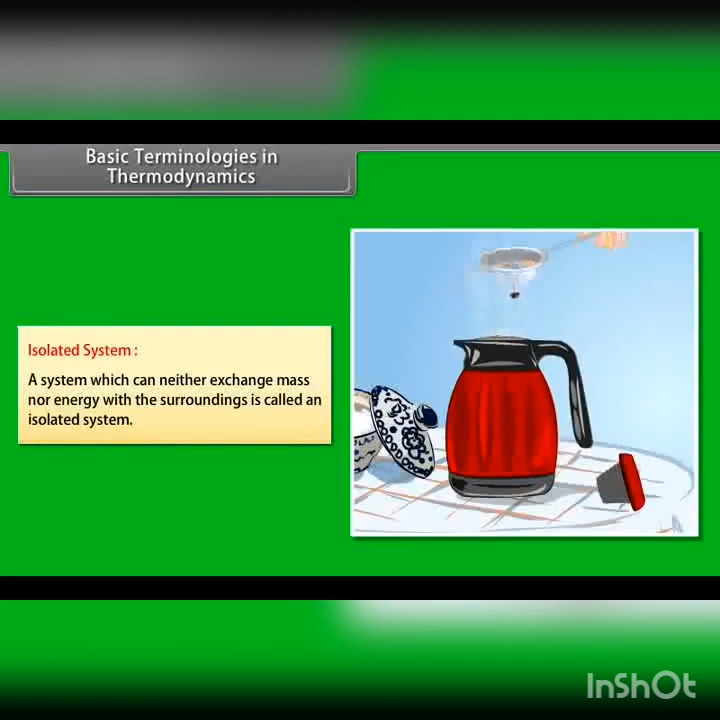 Basic Terminologies in
Thermodynamics
Isolated System :
A system which can neither exchange mass
nor energy with the surroundings is called an
isolated system.
InShOt